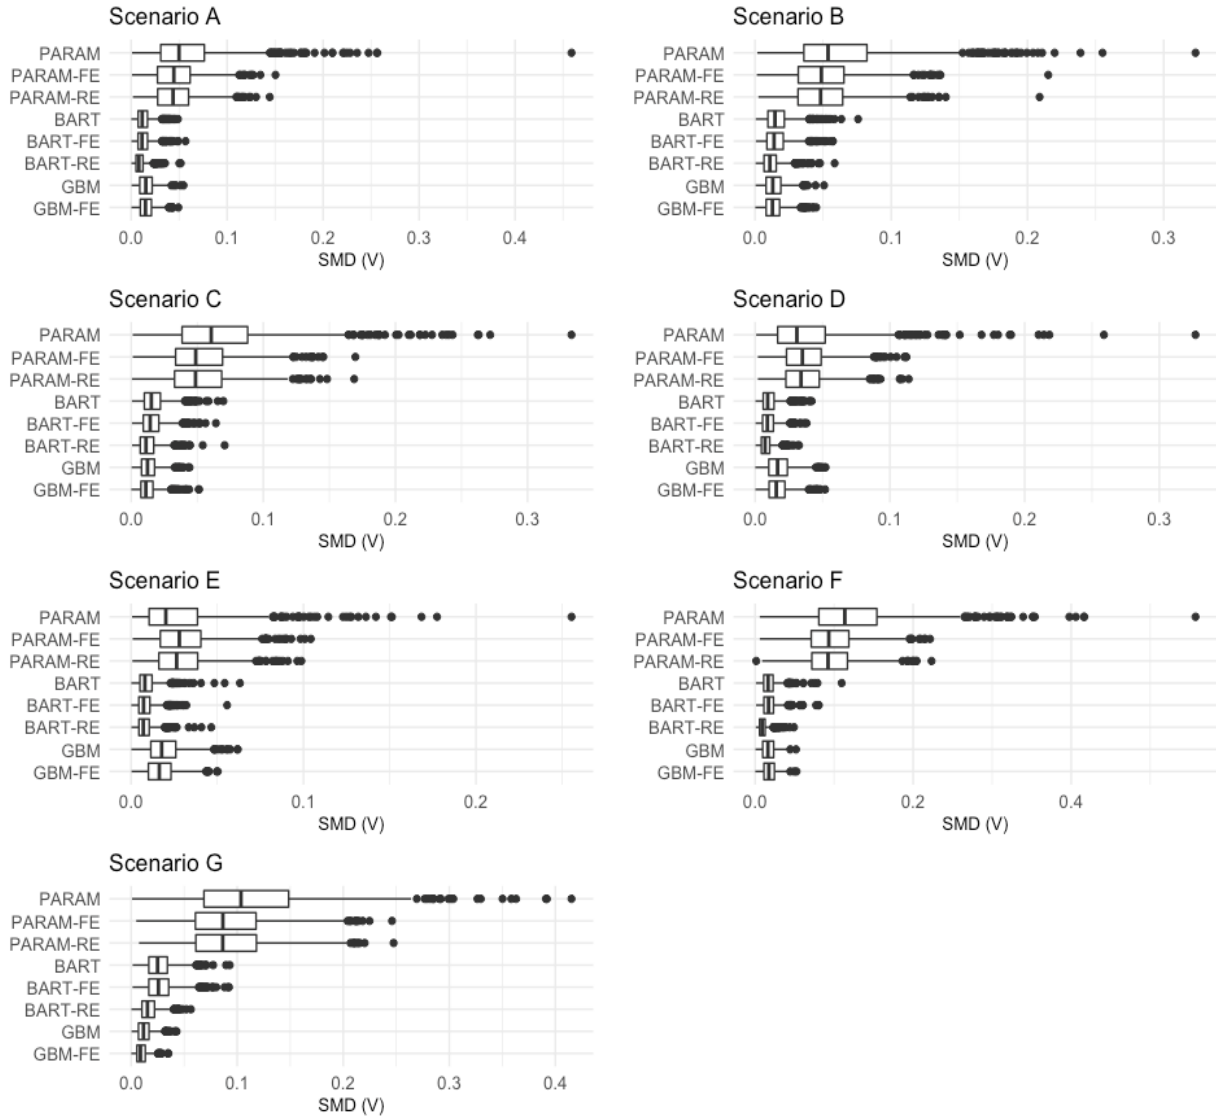 Scenario A
PARAM
PARAM-FE
PARAM-RE
BART
BART-FE
BART-RE
GBM
GBM-FE
0.0 0.1 0.2 0.3 0.4
SMD (V)
Scenario B
PARAM
PARAM-FE
PARAM-RE
BART
BART-FE
BART-RE
GBM
GBM-FE
0.0 0.1 0.2 0.3
SMD (V)
Scenario C
PARAM
PARAM-FE
PARAM-RE
BART
BART-FE
BART-RE
GBM
GBM-FE
0.0 0.1 0.2 0.3
SMD (V)
Scenario D
PARAM
PARAM-FE
PARAM-RE
BART
BART-FE
BART-RE
GBM
GBM-FE
0.0 0.1 0.2 0.3
SMD (V)
Scenario E
PARAM
PARAM-FE
PARAM-RE
BART
BART-FE
BART-RE
GBM
GBM-FE
0.0 0.1 0.2
SMD (V)
Scenario F
PARAM
PARAM-FE
PARAM-RE
BART
BART-FE
BART-RE
GBM
GBM-FE
0.0 0.2 0.4
SMD (V)
Scenario G
PARAM
PARAM-FE
PARAM-RE
BART
BART-FE
BART-RE
GBM
GBM-FE
0.0 0.1 0.2 0.3 0.4
SMD (V)